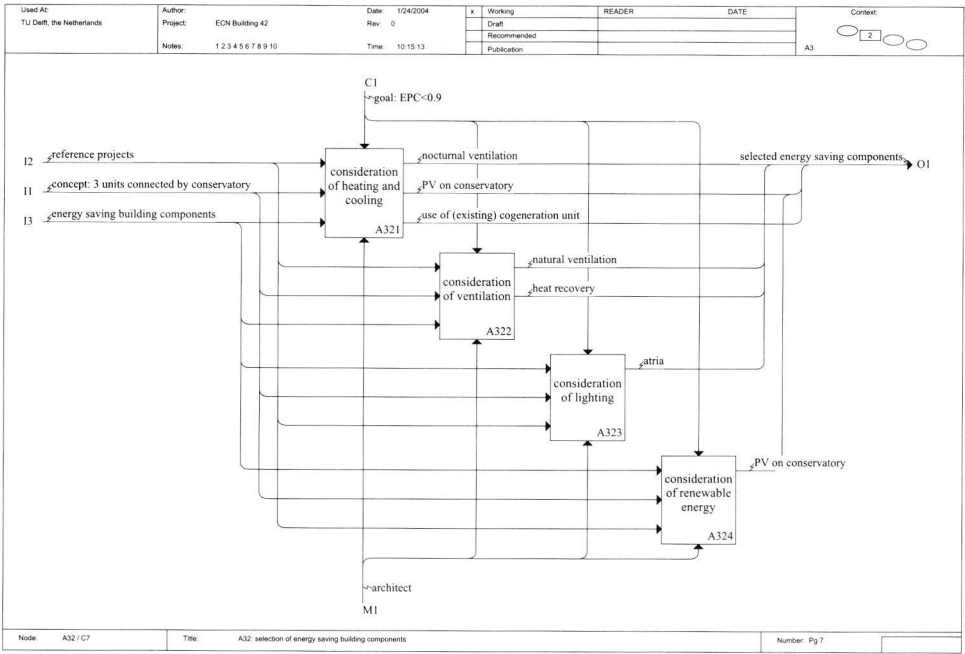 Used At:
TU Delft, the Netherlands
Author:
Project: ECN Building 42
Notes: 1 2 3 4 5 6 7 8 9 10
Date: 1/24/2004
Rev: 0
Time: 10:15:13
x Working
Draft
Recommended
Publication
READER DATE
Context:
2
A3
C1
goal: EPC<0.9
I2 reference projects
I1 concept: 3 units connected by conservatory
I3 energy saving building components
consideration
of heating and
cooling
A321
nocturnal ventilation
PV on conservatory
use of (existing) cogeneration unit
selected energy saving components O1
consideration
of ventilation
A322
natural ventilation
heat recovery
consideration
of lighting
A323
atria
consideration
of renewable
energy
A324
PV on conservatory
architect
M1
Node: A32 / C7
Title: A32: selection of energy saving building components
Number: Pg 7